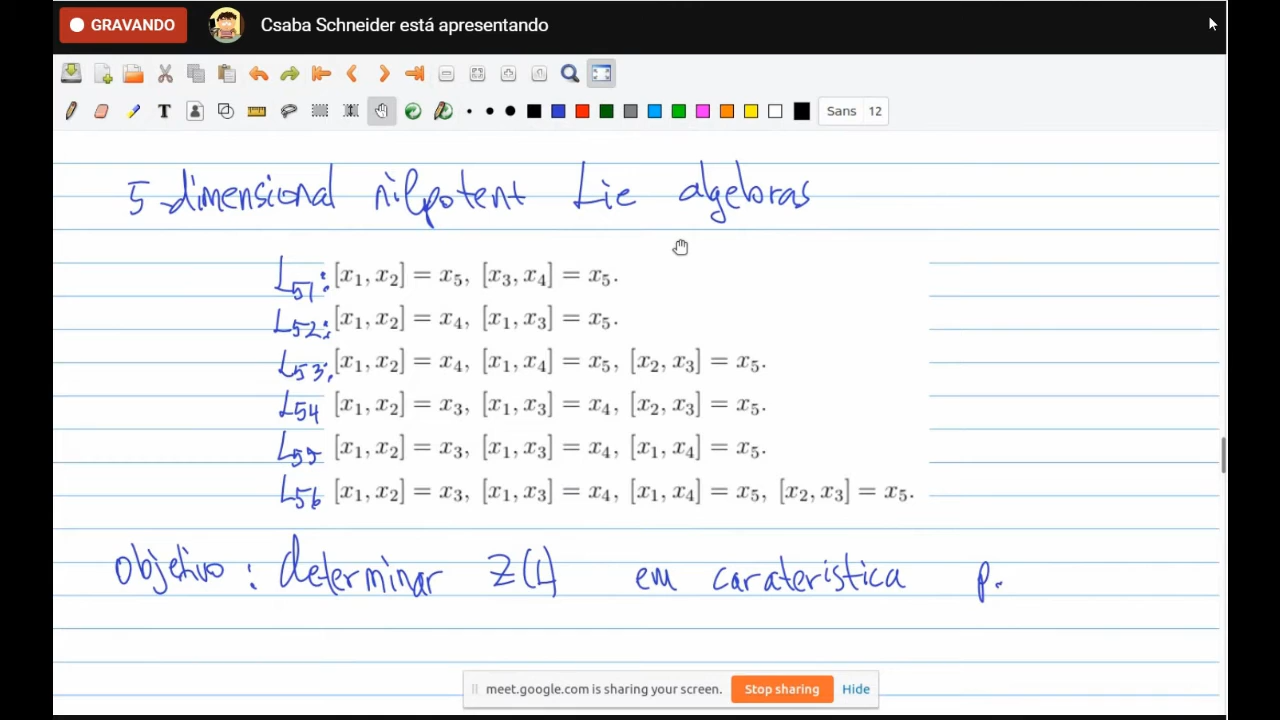 GRAVANDO Csaba Schneider está apresentando
T Sans 12
5-dimensional nilpotent Lie algebras
L51: [x₁, x₂] = x₅, [x₃, x₄] = x₅.
L52: [x₁, x₂] = x₄, [x₁, x₃] = x₅.
L53: [x₁, x₂] = x₄, [x₁, x₄] = x₅, [x₂, x₃] = x₅.
L54 [x₁, x₂] = x₃, [x₁, x₃] = x₄, [x₂, x₃] = x₅.
L55 [x₁, x₂] = x₃, [x₁, x₃] = x₄, [x₁, x₄] = x₅.
L56 [x₁, x₂] = x₃, [x₁, x₃] = x₄, [x₁, x₄] = x₅, [x₂, x₃] = x₅.
Objetivo: determinar Z(L) em caraterística p.
meet.google.com is sharing your screen. Stop sharing Hide